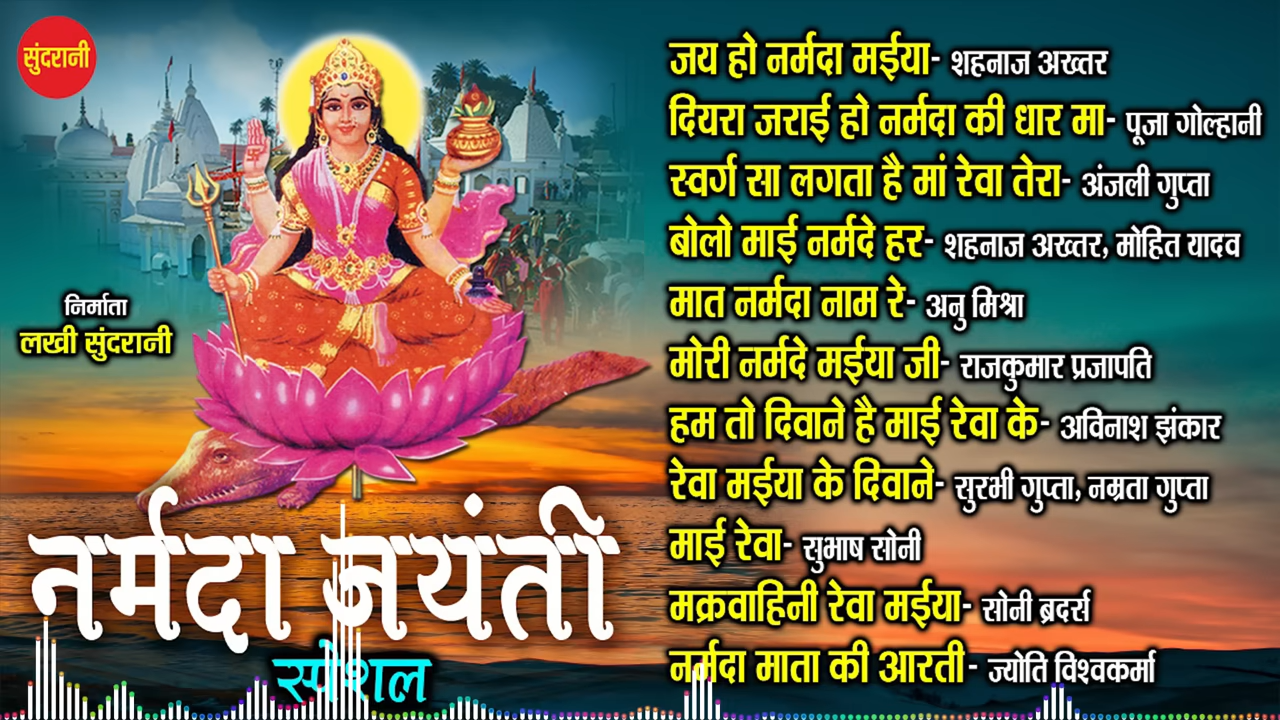 सुंदरानी
निर्माता
लखी सुंदरानी
नर्मदा जयंती
स्पेशल
जय हो नर्मदा मईया- शहनाज अख्तर
दियरा जराई हो नर्मदा की धार मा- पूजा गोल्हानी
स्वर्ग सा लगता है मां रेवा तेरा- अंजली गुप्ता
बोलो माई नर्मदे हर- शहनाज अख्तर, मोहित यादव
मात नर्मदा नाम रे- अनु मिश्रा
मोरी नर्मदे मईया जी- राजकुमार प्रजापति
हम तो दिवाने है माई रेवा के- अविनाश झंकार
रेवा मईया के दिवाने- सुरभी गुप्ता, नम्रता गुप्ता
माई रेवा- सुभाष सोनी
मक्रवाहिनी रेवा मईया- सोनी ब्रदर्स
नर्मदा माता की आरती- ज्योति विश्वकर्मा